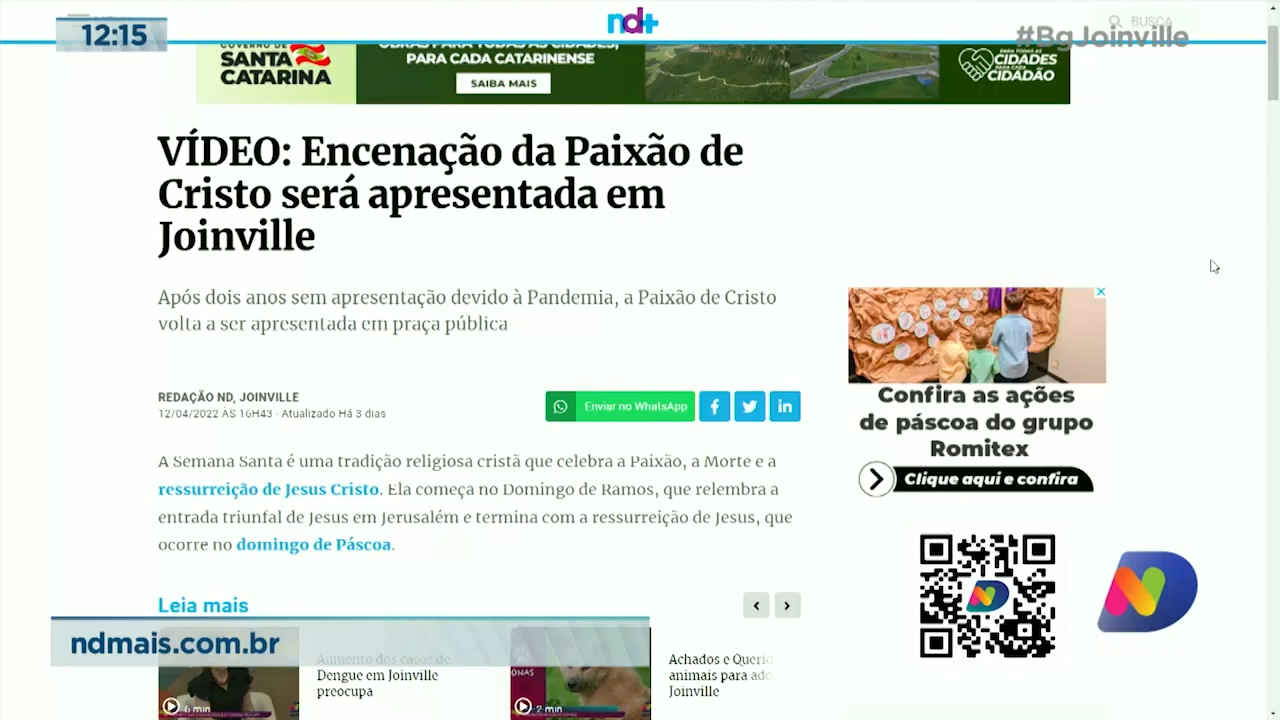 12:15
nd+
BUSCA
#BgJoinville
GOVERNO DE
SANTA
CATARINA
OBRAS PARA TODAS AS CIDADES,
PARA CADA CATARINENSE
SAIBA MAIS
PARA TODAS AS
CIDADES
PARA CADA
CIDADÃO
VÍDEO: Encenação da Paixão de
Cristo será apresentada em
Joinville
Após dois anos sem apresentação devido à Pandemia, a Paixão de Cristo
volta a ser apresentada em praça pública
REDAÇÃO ND, JOINVILLE
12/04/2022 ÀS 16H43 · Atualizado Há 3 dias
Enviar no WhatsApp
A Semana Santa é uma tradição religiosa cristã que celebra a Paixão, a Morte e a
ressurreição de Jesus Cristo. Ela começa no Domingo de Ramos, que relembra a
entrada triunfal de Jesus em Jerusalém e termina com a ressurreição de Jesus, que
ocorre no domingo de Páscoa.
Confira as ações
de páscoa do grupo
Romitex
Clique aqui e confira
Leia mais
ndmais.com.br
6 min
Aumento dos casos de
Dengue em Joinville
preocupa
ONAS
2 min
Achados e Querid
animais para ado
Joinville